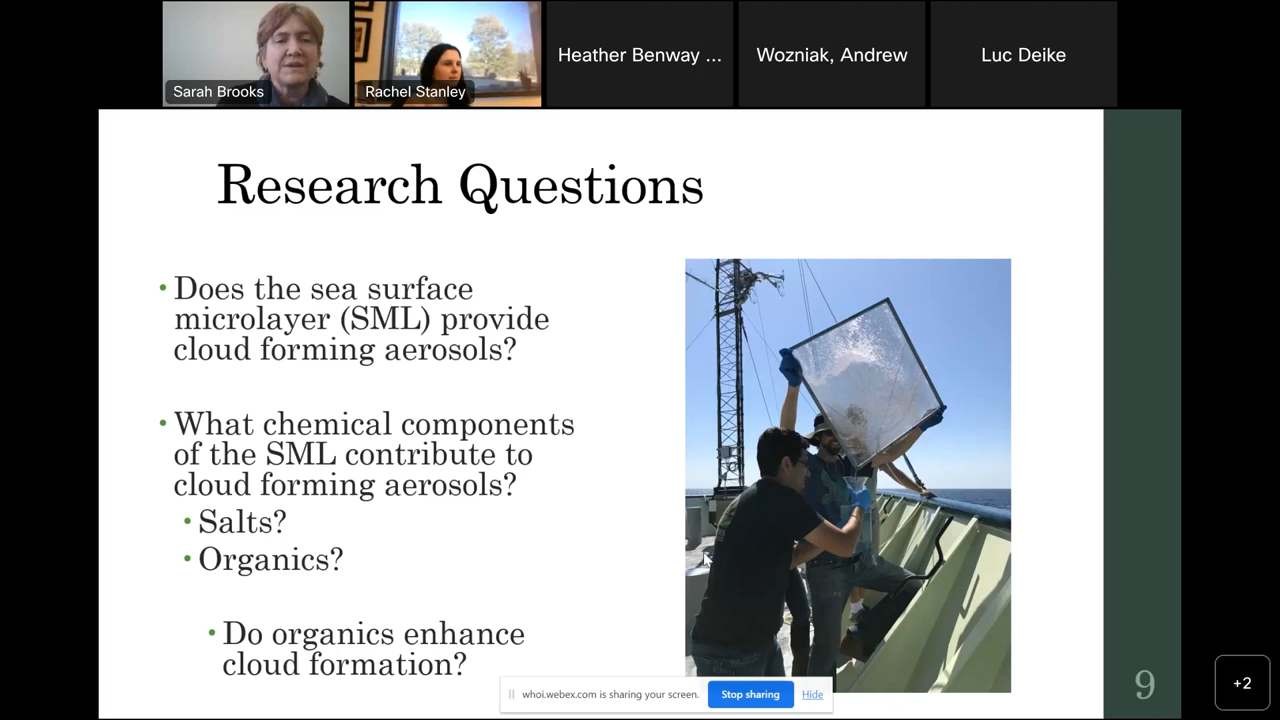 Sarah Brooks
Rachel Stanley
Heather Benway ...
Wozniak, Andrew
Luc Deike
Research Questions
• Does the sea surface
microlayer (SML) provide
cloud forming aerosols?
• What chemical components
of the SML contribute to
cloud forming aerosols?
• Salts?
• Organics?
• Do organics enhance
cloud formation?
whoi.webex.com is sharing your screen.
Stop sharing
Hide
9
+2